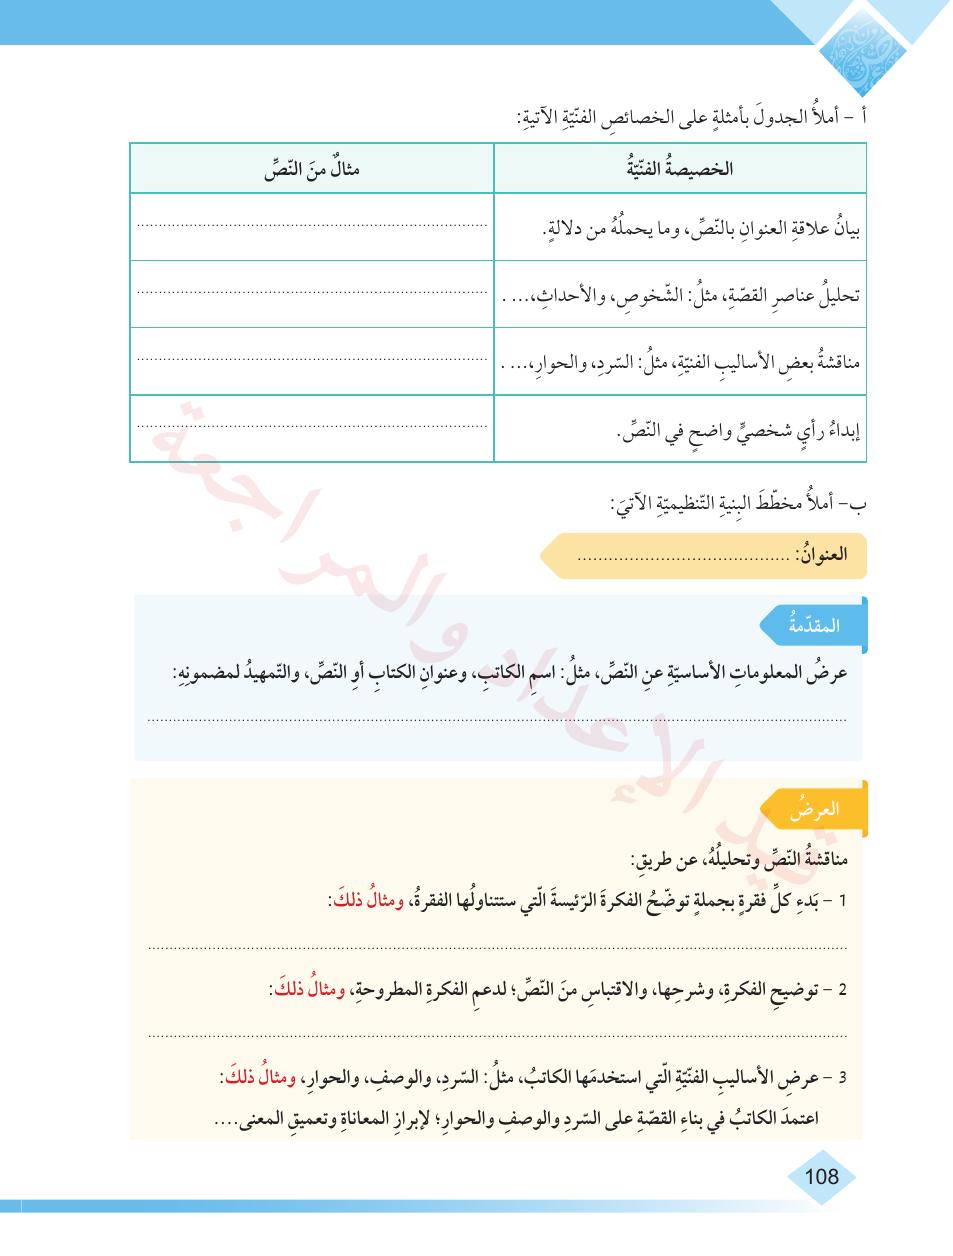 أ - أملأُ الجدولَ بأمثلةٍ على الخصائصِ الفنّيّةِ الآتيةِ:
الخصيصةُ الفنّيّةُ
مثالٌ منَ النّصِّ
بيانُ علاقةِ العنوانِ بالنّصِّ، وما يحملُهُ من دلالةٍ.
تحليلُ عناصرِ القصّةِ، مثلُ: الشّخوصِ، والأحداثِ،... .
مناقشةُ بعضِ الأساليبِ الفنيّةِ، مثلُ: السّردِ، والحوارِ،... .
إبداءُ رأيٍ شخصيٍّ واضحٍ في النّصِّ.
ب- أملأُ مخطّطَ البِنيةِ التّنظيميّةِ الآتيَ:
العنوانُ: ........................................
المقدّمةُ
عرضُ المعلوماتِ الأساسيّةِ عنِ النّصِّ، مثلُ: اسمِ الكاتبِ، وعنوانِ الكتابِ أوِ النّصِّ، والتّمهيدُ لمضمونِهِ:
العرضُ
مناقشةُ النّصِّ وتحليلُهُ، عن طريقِ:
1 - بَدءِ كلِّ فقرةٍ بجملةٍ توضّحُ الفكرةَ الرّئيسةَ الّتي ستتناولُها الفقرةُ، ومثالُ ذلكَ:
2 - توضيحِ الفكرةِ، وشرحِها، والاقتباسِ منَ النّصِّ؛ لدعمِ الفكرةِ المطروحةِ، ومثالُ ذلكَ:
3 - عرضِ الأساليبِ الفنّيّةِ الّتي استخدمَها الكاتبُ، مثلُ: السّردِ، والوصفِ، والحوارِ، ومثالُ ذلكَ:
اعتمدَ الكاتبُ في بناءِ القصّةِ على السّردِ والوصفِ والحوارِ؛ لإبرازِ المعاناةِ وتعميقِ المعنى....
قيد الإعداد والمراجعة
108